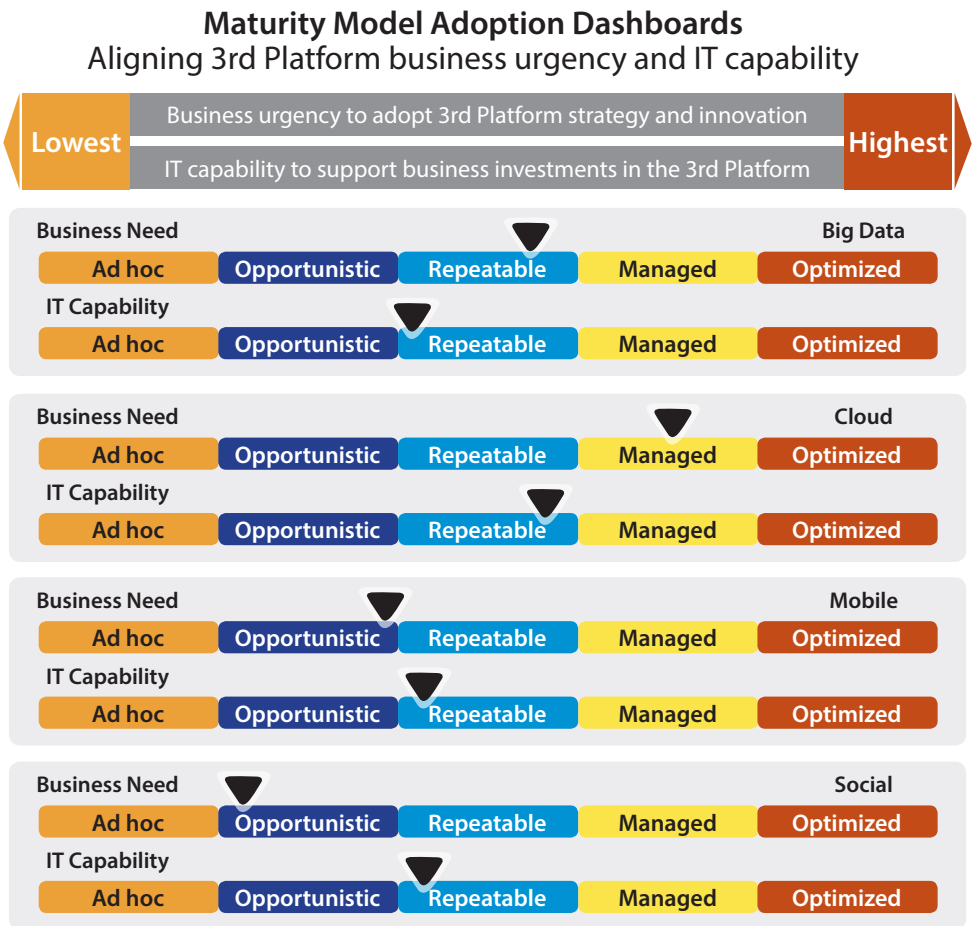 Maturity Model Adoption Dashboards
Aligning 3rd Platform business urgency and IT capability
Lowest
Business urgency to adopt 3rd Platform strategy and innovation
IT capability to support business investments in the 3rd Platform
Highest
Business Need
Big Data
Ad hoc Opportunistic Repeatable Managed Optimized
IT Capability
Ad hoc Opportunistic Repeatable Managed Optimized
Business Need
Cloud
Ad hoc Opportunistic Repeatable Managed Optimized
IT Capability
Ad hoc Opportunistic Repeatable Managed Optimized
Business Need
Mobile
Ad hoc Opportunistic Repeatable Managed Optimized
IT Capability
Ad hoc Opportunistic Repeatable Managed Optimized
Business Need
Social
Ad hoc Opportunistic Repeatable Managed Optimized
IT Capability
Ad hoc Opportunistic Repeatable Managed Optimized